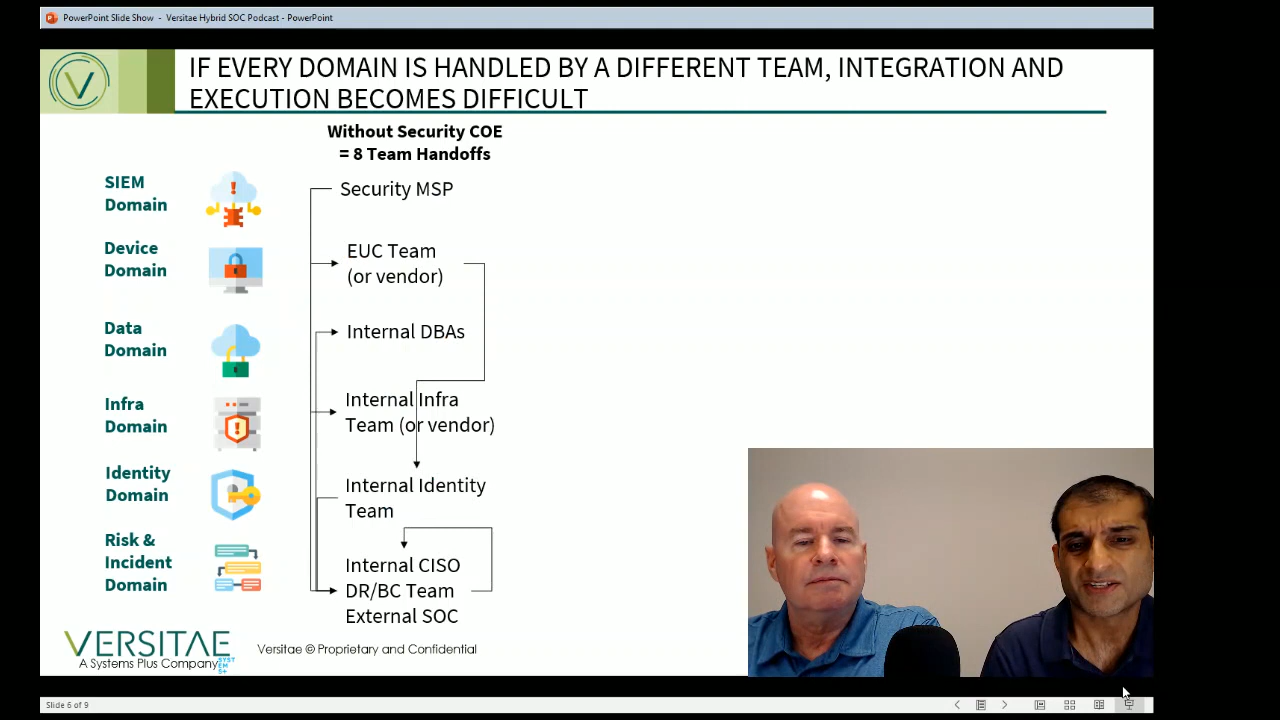 PowerPoint Slide Show - Versitae Hybrid SOC Podcast - PowerPoint
IF EVERY DOMAIN IS HANDLED BY A DIFFERENT TEAM, INTEGRATION AND
EXECUTION BECOMES DIFFICULT
Without Security COE
= 8 Team Handoffs
SIEM
Domain
Security MSP
Device
Domain
EUC Team
(or vendor)
Data
Domain
Internal DBAs
Infra
Domain
Internal Infra
Team (or vendor)
Identity
Domain
Internal Identity
Team
Risk &
Incident
Domain
Internal CISO
DR/BC Team
External SOC
VERSITAE
A Systems Plus Company
SYST
EM
S+
Versitae © Proprietary and Confidential
Slide 6 of 9